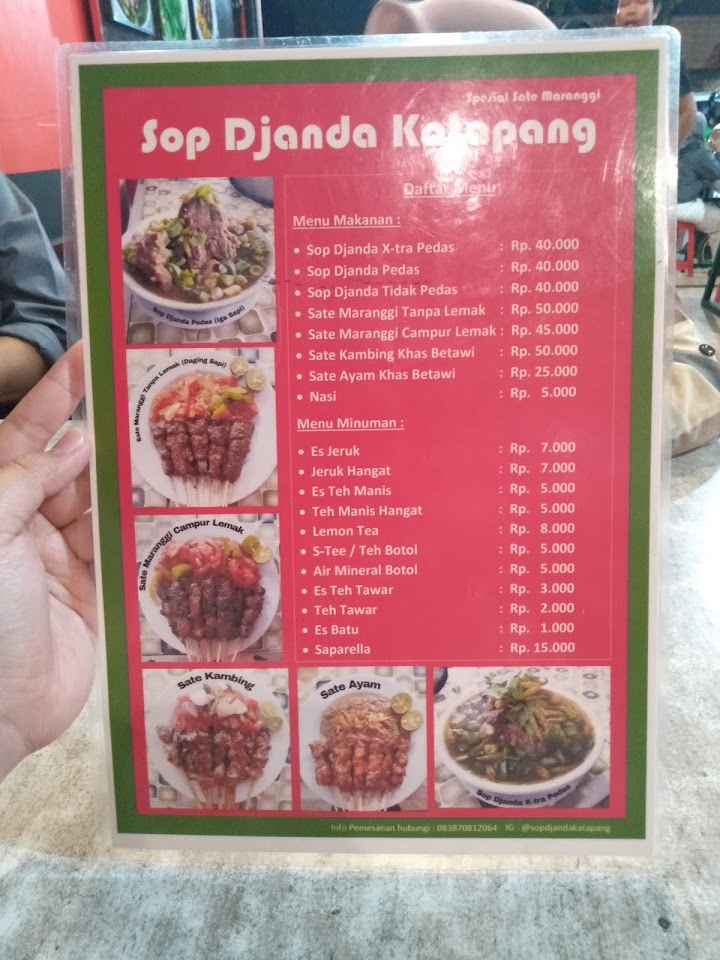 Spesial Sate Maranggi
Sop Djanda Katapang
Daftar Menu
Menu Makanan :
• Sop Djanda X-tra Pedas : Rp. 40.000
• Sop Djanda Pedas : Rp. 40.000
• Sop Djanda Tidak Pedas : Rp. 40.000
• Sate Maranggi Tanpa Lemak : Rp. 50.000
• Sate Maranggi Campur Lemak : Rp. 45.000
• Sate Kambing Khas Betawi : Rp. 50.000
• Sate Ayam Khas Betawi : Rp. 25.000
• Nasi : Rp. 5.000
Menu Minuman :
• Es Jeruk : Rp. 7.000
• Jeruk Hangat : Rp. 7.000
• Es Teh Manis : Rp. 5.000
• Teh Manis Hangat : Rp. 5.000
• Lemon Tea : Rp. 8.000
• S-Tee / Teh Botol : Rp. 5.000
• Air Mineral Botol : Rp. 5.000
• Es Teh Tawar : Rp. 3.000
• Teh Tawar : Rp. 2.000
• Es Batu : Rp. 1.000
• Saparella : Rp. 15.000
Sop Djanda Pedas (Iga Sapi)
Sate Maranggi Tanpa Lemak (Daging Sapi)
Sate Maranggi Campur Lemak
Sate Kambing
Sate Ayam
Sop Djanda X-tra Pedas
Info Pemesanan hubungi : 083870812064 IG : @sopdjandakatapang